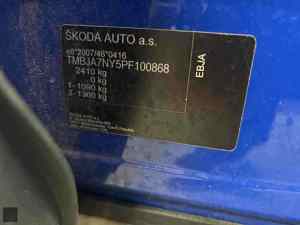 ŠKODA AUTO a.s.
e8*2007/46*0416
TMBJA7NY5PF100868
2410 kg
0 kg
1- 1090 kg
2- 1360 kg
EBJA